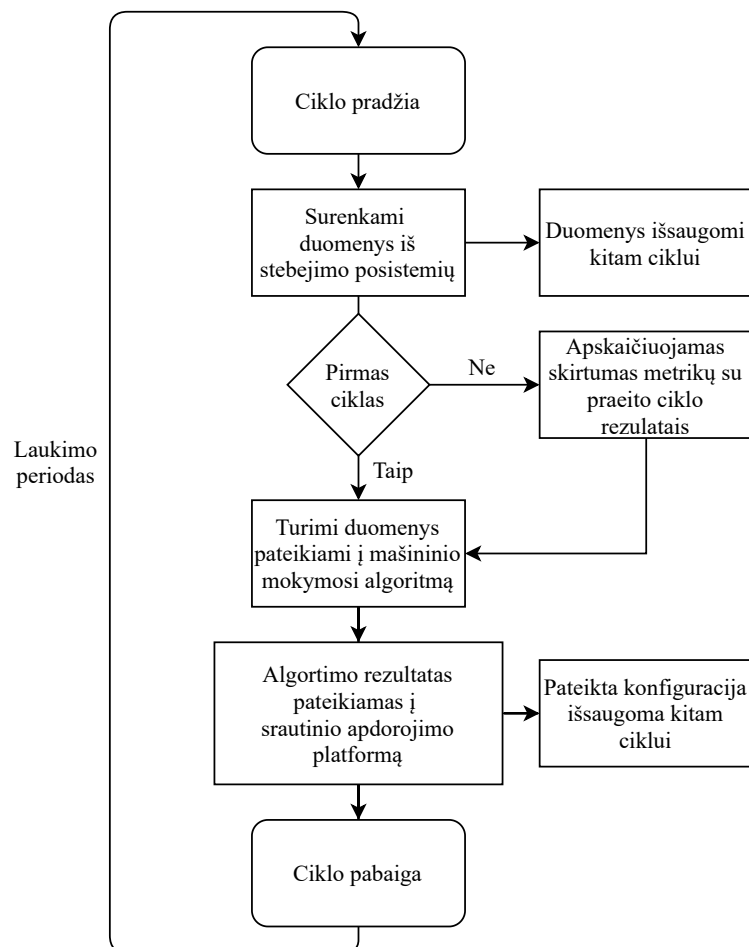 Ciklo pradžia
Surenkami
duomenys iš
stebejimo posistemių
Duomenys išsaugomi
kitam ciklui
Pirmas
ciklas
Ne
Apskaičiuojamas
skirtumas metrikų su
praeito ciklo
rezulatais
Laukimo
periodas
Taip
Turimi duomenys
pateikiami į mašininio
mokymosi algoritmą
Algortimo rezultatas
pateikiamas į
srautinio apdorojimo
platformą
Pateikta konfiguracija
išsaugoma kitam
ciklui
Ciklo pabaiga